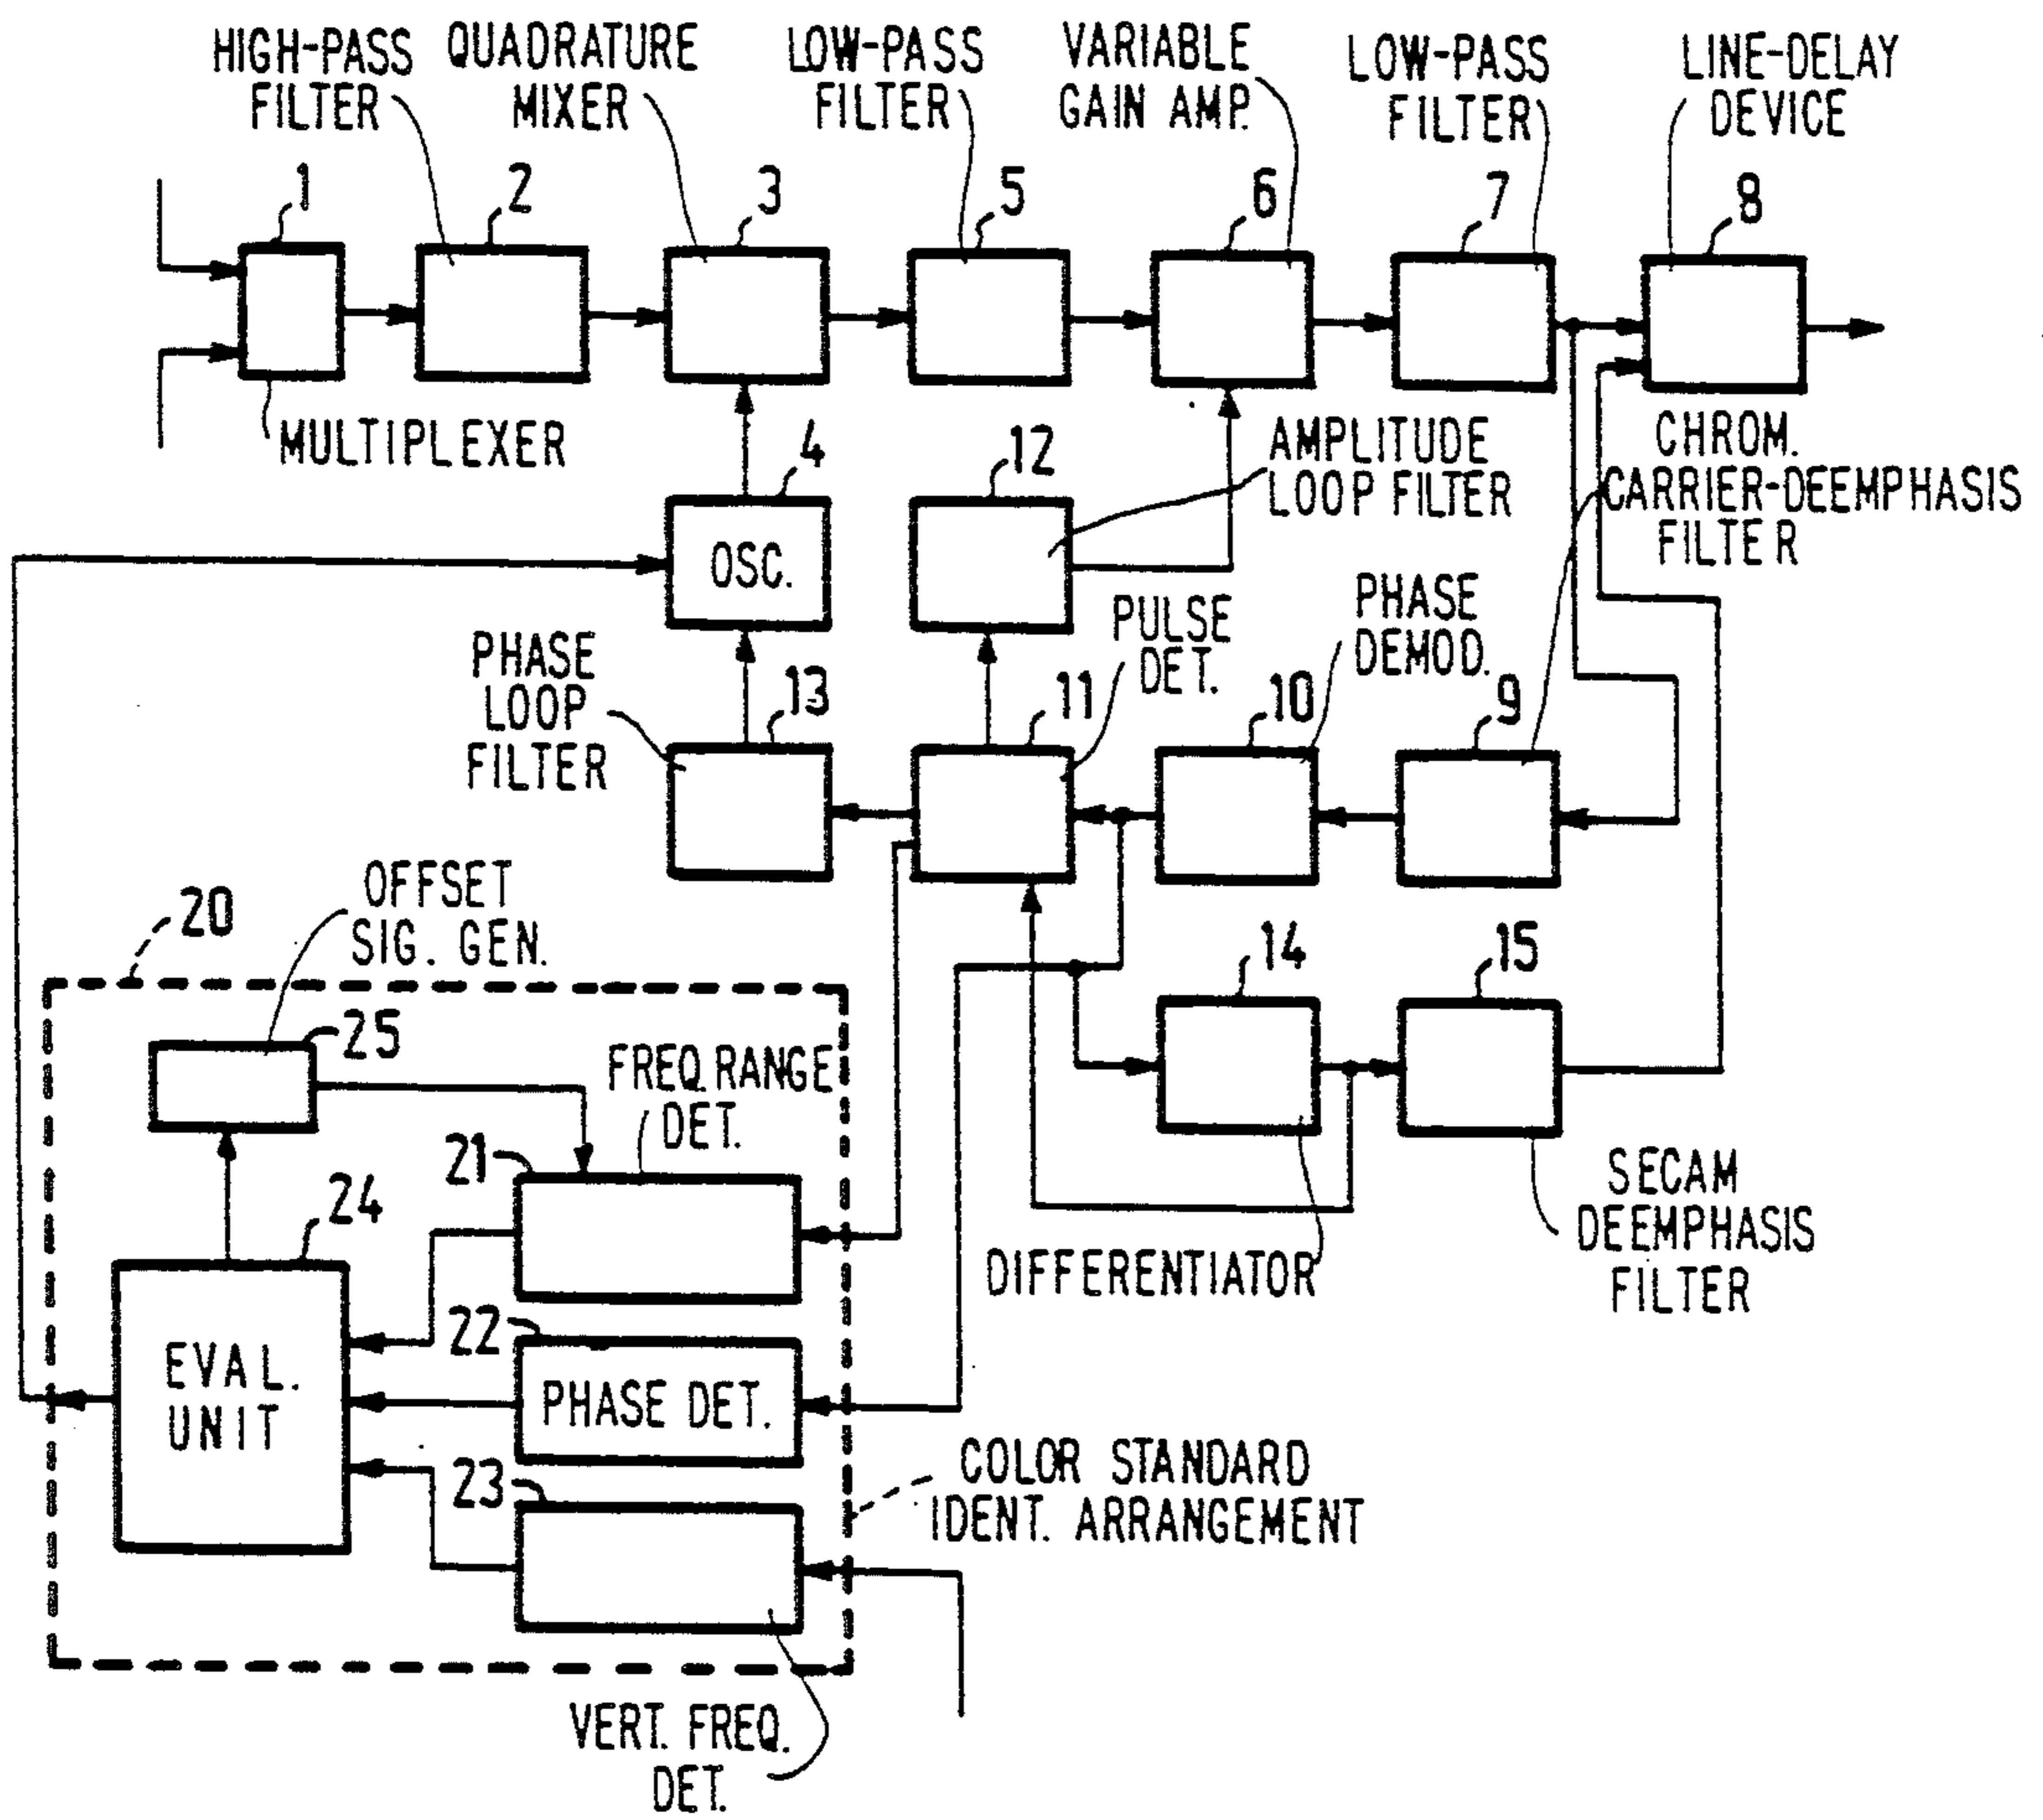 HIGH-PASS
FILTER
QUADRATURE
MIXER
LOW-PASS
FILTER
VARIABLE
GAIN AMP.
LOW-PASS
FILTER
LINE-DELAY
DEVICE
1
2
3
5
6
7
8
MULTIPLEXER
4
OSC.
12
AMPLITUDE
LOOP FILTER
CHROM.
CARRIER-DEEMPHASIS
FILTER
PHASE
LOOP
FILTER
13
11
PULSE
DET.
10
PHASE
DEMOD.
9
20
OFFSET
SIG. GEN.
14
15
25
FREQ. RANGE
DET.
21
24
EVAL.
UNIT
22
PHASE DET.
23
DIFFERENTIATOR
SECAM
DEEMPHASIS
FILTER
COLOR STANDARD
IDENT. ARRANGEMENT
VERT. FREQ.
DET.